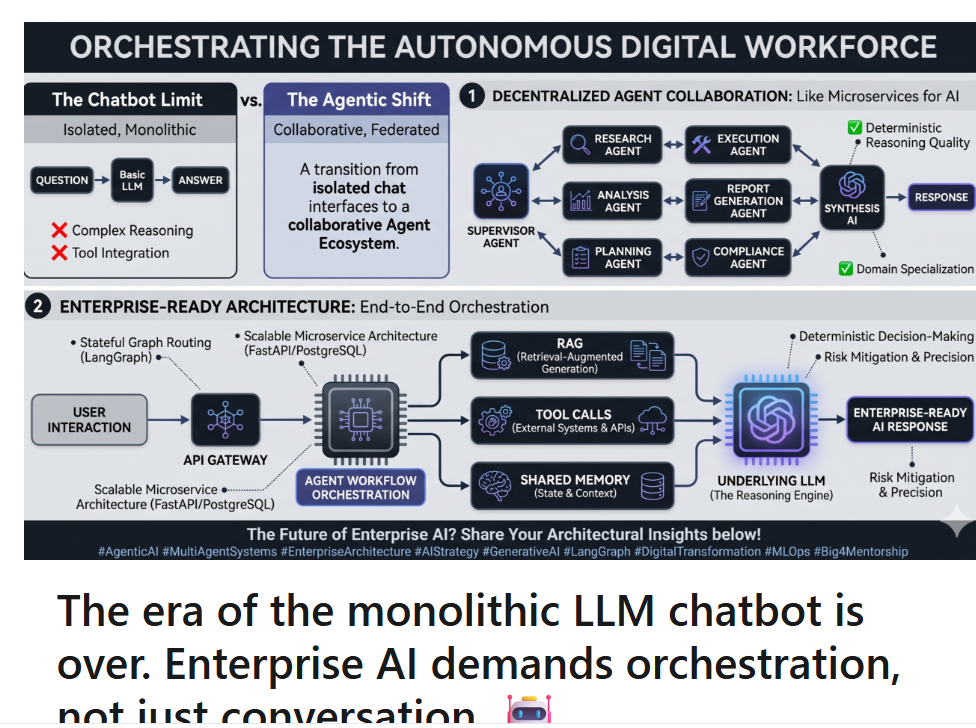 ORCHESTRATING THE AUTONOMOUS DIGITAL WORKFORCE
The Chatbot Limit
Isolated, Monolithic
QUESTION
Basic
LLM
ANSWER
❌ Complex Reasoning
❌ Tool Integration
vs.
The Agentic Shift
Collaborative, Federated
A transition from
isolated chat
interfaces to a
collaborative Agent
Ecosystem.
1 DECENTRALIZED AGENT COLLABORATION: Like Microservices for AI
SUPERVISOR
AGENT
RESEARCH
AGENT
EXECUTION
AGENT
ANALYSIS
AGENT
REPORT
GENERATION
AGENT
PLANNING
AGENT
COMPLIANCE
AGENT
✅ Deterministic
• Reasoning Quality
SYNTHESIS
AI
RESPONSE
✅ Domain Specialization
2 ENTERPRISE-READY ARCHITECTURE: End-to-End Orchestration
• Stateful Graph Routing
(LangGraph) •
• Scalable Microservice Architecture
(FastAPI/PostgreSQL)
USER
INTERACTION
API GATEWAY
Scalable Microservice •
Architecture (FastAPI/PostgreSQL)
AGENT WORKFLOW
ORCHESTRATION
RAG
(Retrieval-Augmented
Generation)
TOOL CALLS
(External Systems & APIs)
SHARED MEMORY
(State & Context)
• Deterministic Decision-Making
• Risk Mitigation & Precision
UNDERLYING LLM
(The Reasoning Engine)
ENTERPRISE-READY
AI RESPONSE
Risk Mitigation
& Precision
The Future of Enterprise AI? Share Your Architectural Insights below!
#AgenticAI #MultiAgentSystems #EnterpriseArchitecture #AIStrategy #GenerativeAI #LangGraph #DigitalTransformation #MLOps #Big4Mentorship
The era of the monolithic LLM chatbot is
over. Enterprise AI demands orchestration,
not just conversation. 🤖